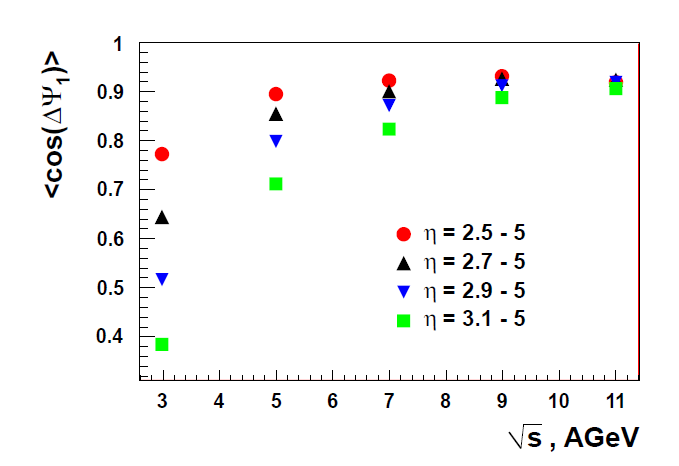 <cos(ΔΨ1)>
1
0.9
0.8
0.7
0.6
0.5
0.4
η = 2.5 - 5
η = 2.7 - 5
η = 2.9 - 5
η = 3.1 - 5
3 4 5 6 7 8 9 10 11
√s , AGeV